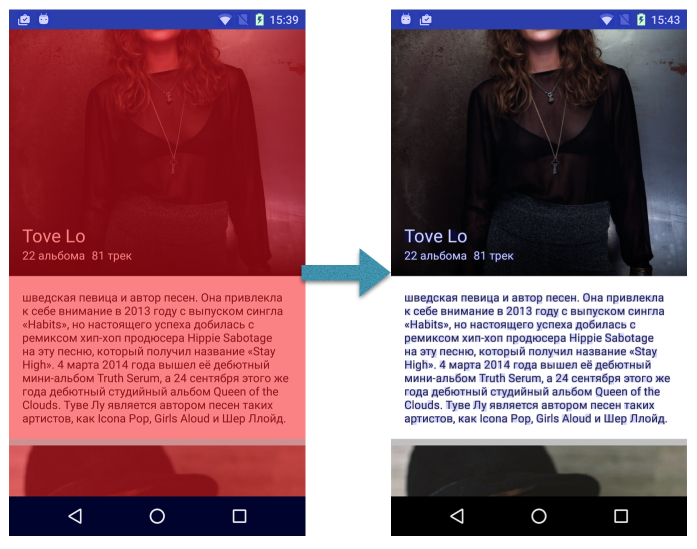 15:39
Tove Lo
22 альбома 81 трек
шведская певица и автор песен. Она привлекла
к себе внимание в 2013 году с выпуском сингла
«Habits», но настоящего успеха добилась с
ремиксом хип-хоп продюсера Hippie Sabotage
на эту песню, который получил название «Stay
High». 4 марта 2014 года вышел её дебютный
мини-альбом Truth Serum, а 24 сентября этого же
года дебютный студийный альбом Queen of the
Clouds. Туве Лу является автором песен таких
артистов, как Icona Pop, Girls Aloud и Шер Ллойд.
15:43
Tove Lo
22 альбома 81 трек
шведская певица и автор песен. Она привлекла
к себе внимание в 2013 году с выпуском сингла
«Habits», но настоящего успеха добилась с
ремиксом хип-хоп продюсера Hippie Sabotage
на эту песню, который получил название «Stay
High». 4 марта 2014 года вышел её дебютный
мини-альбом Truth Serum, а 24 сентября этого же
года дебютный студийный альбом Queen of the
Clouds. Туве Лу является автором песен таких
артистов, как Icona Pop, Girls Aloud и Шер Ллойд.